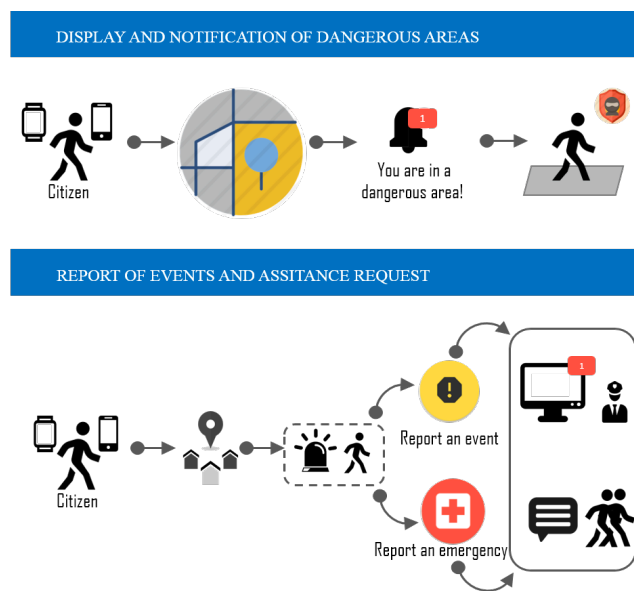 DISPLAY AND NOTIFICATION OF DANGEROUS AREAS
1
Citizen
You are in a
dangerous area!
REPORT OF EVENTS AND ASSITANCE REQUEST
1
Report an event
Citizen
Report an emergency